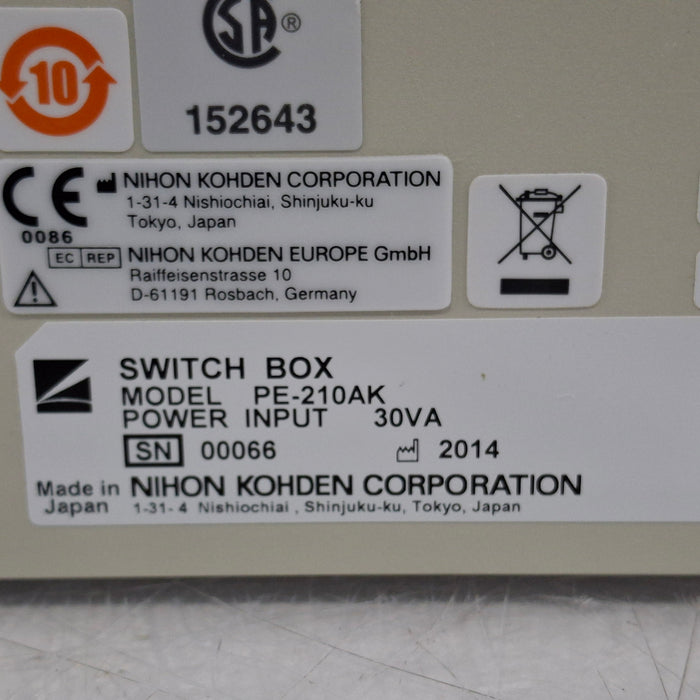 10
SA®
152643
CE
0086
NIHON KOHDEN CORPORATION
1-31-4 Nishiochiai, Shinjuku-ku
Tokyo, Japan
EC REP NIHON KOHDEN EUROPE GmbH
Raiffeisenstrasse 10
D-61191 Rosbach, Germany
SWITCH BOX
MODEL PE-210AK
POWER INPUT 30VA
SN 00066 2014
Made in Japan NIHON KOHDEN CORPORATION
1-31-4 Nishiochiai, Shinjuku-ku, Tokyo, Japan